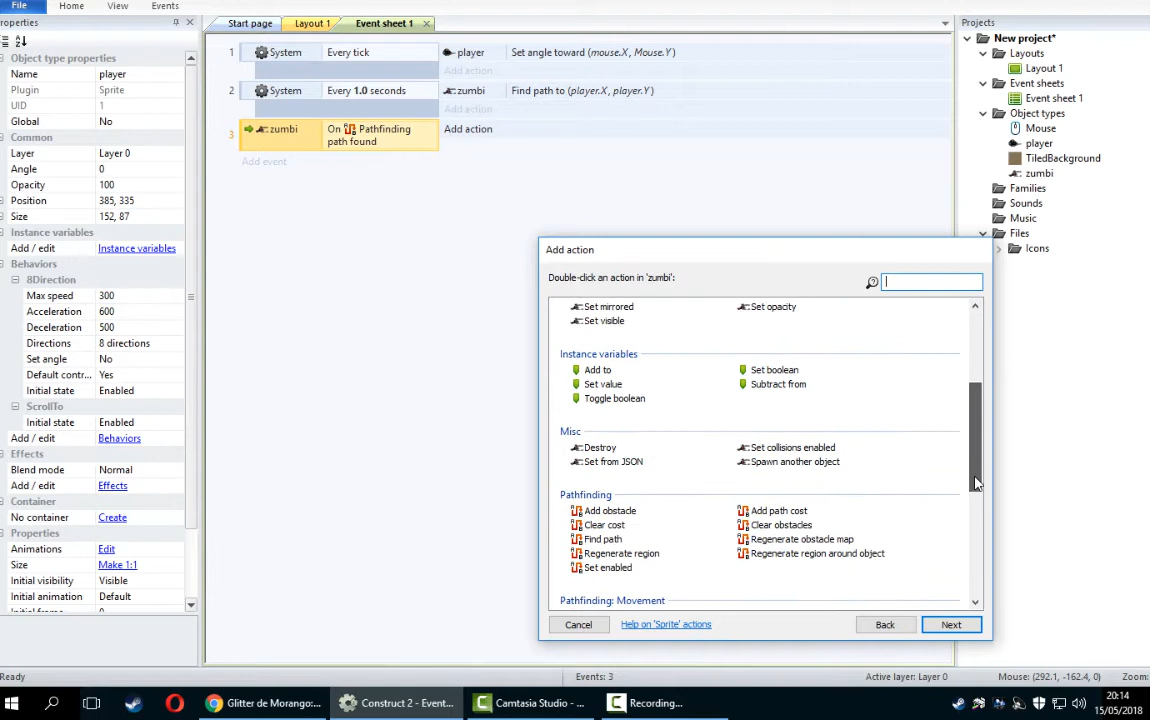 File Home View Events
roperties
Start page Layout 1 Event sheet 1
Projects
Object type properties
Name player
Plugin Sprite
UID 1
Global No
Common
Layer Layer 0
Angle 0
Opacity 100
Position 385, 335
Size 152, 87
Instance variables
Add / edit Instance variables
Behaviors
8Direction
Max speed 300
Acceleration 600
Deceleration 500
Directions 8 directions
Set angle No
Default contr... Yes
Initial state Enabled
ScrollTo
Initial state Enabled
Add / edit Behaviors
Effects
Blend mode Normal
Add / edit Effects
Container
No container Create
Properties
Animations Edit
Size Make 1:1
Initial visibility Visible
Initial animation Default
1 System Every tick player Set angle toward (mouse.X, Mouse.Y)
Add action
2 System Every 1.0 seconds zumbi Find path to (player.X, player.Y)
Add action
3 zumbi On Pathfinding path found Add action
Add event
New project*
Layouts
Layout 1
Event sheets
Event sheet 1
Object types
Mouse
player
TiledBackground
zumbi
Families
Sounds
Music
Files
Icons
Add action
Double-click an action in 'zumbi':
Set mirrored Set opacity
Set visible
Instance variables
Add to Set boolean
Set value Subtract from
Toggle boolean
Misc
Destroy Set collisions enabled
Set from JSON Spawn another object
Pathfinding
Add obstacle Add path cost
Clear cost Clear obstacles
Find path Regenerate obstacle map
Regenerate region Regenerate region around object
Set enabled
Pathfinding: Movement
Cancel Help on 'Sprite' actions Back Next
Ready Events: 3 Active layer: Layer 0 Mouse: (292.1, -162.4, 0) Zoom:
Glitter de Morango:... Construct 2 - Event... Camtasia Studio - ... Recording...
20:14
15/05/2018